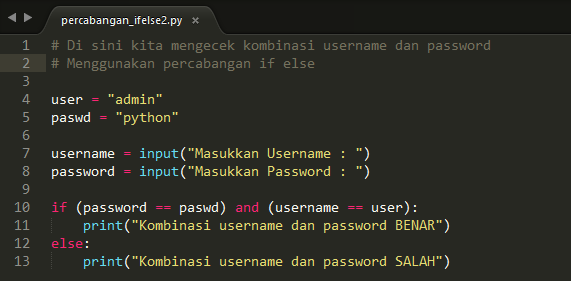 percabangan_ifelse2.py ×
1 # Di sini kita mengecek kombinasi username dan password
2 # Menggunakan percabangan if else
3
4 user = "admin"
5 paswd = "python"
6
7 username = input("Masukkan Username : ")
8 password = input("Masukkan Password : ")
9
10 if (password == paswd) and (username == user):
11     print("Kombinasi username dan password BENAR")
12 else:
13     print("Kombinasi username dan password SALAH")